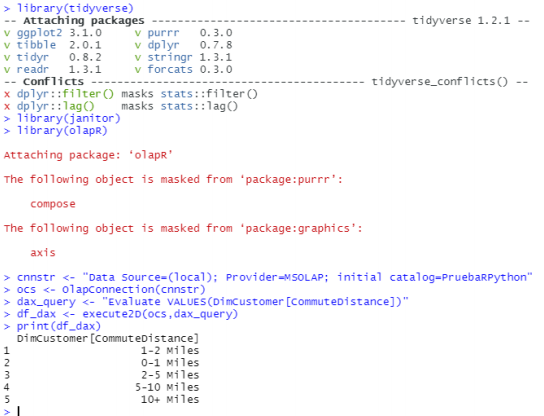 > library(tidyverse)
-- Attaching packages --------------------------------------- tidyverse 1.2.1 --
v ggplot2 3.1.0     v purrr   0.3.0
v tibble  2.0.1     v dplyr   0.7.8
v tidyr   0.8.2     v stringr 1.3.1
v readr   1.3.1     v forcats 0.3.0
-- Conflicts ------------------------------------------ tidyverse_conflicts() --
x dplyr::filter() masks stats::filter()
x dplyr::lag()    masks stats::lag()
> library(janitor)
> library(olapR)
Attaching package: ‘olapR’
The following object is masked from ‘package:purrr’:
compose
The following object is masked from ‘package:graphics’:
axis
> cnnstr <- "Data Source=(local); Provider=MSOLAP; initial catalog=PruebaRPython"
> ocs <- OlapConnection(cnnstr)
> dax_query <- "Evaluate VALUES(DimCustomer[CommuteDistance])"
> df_dax <- execute2D(ocs,dax_query)
> print(df_dax)
DimCustomer[CommuteDistance]
1                    1-2 Miles
2                    0-1 Miles
3                    2-5 Miles
4                   5-10 Miles
5                    10+ Miles
>